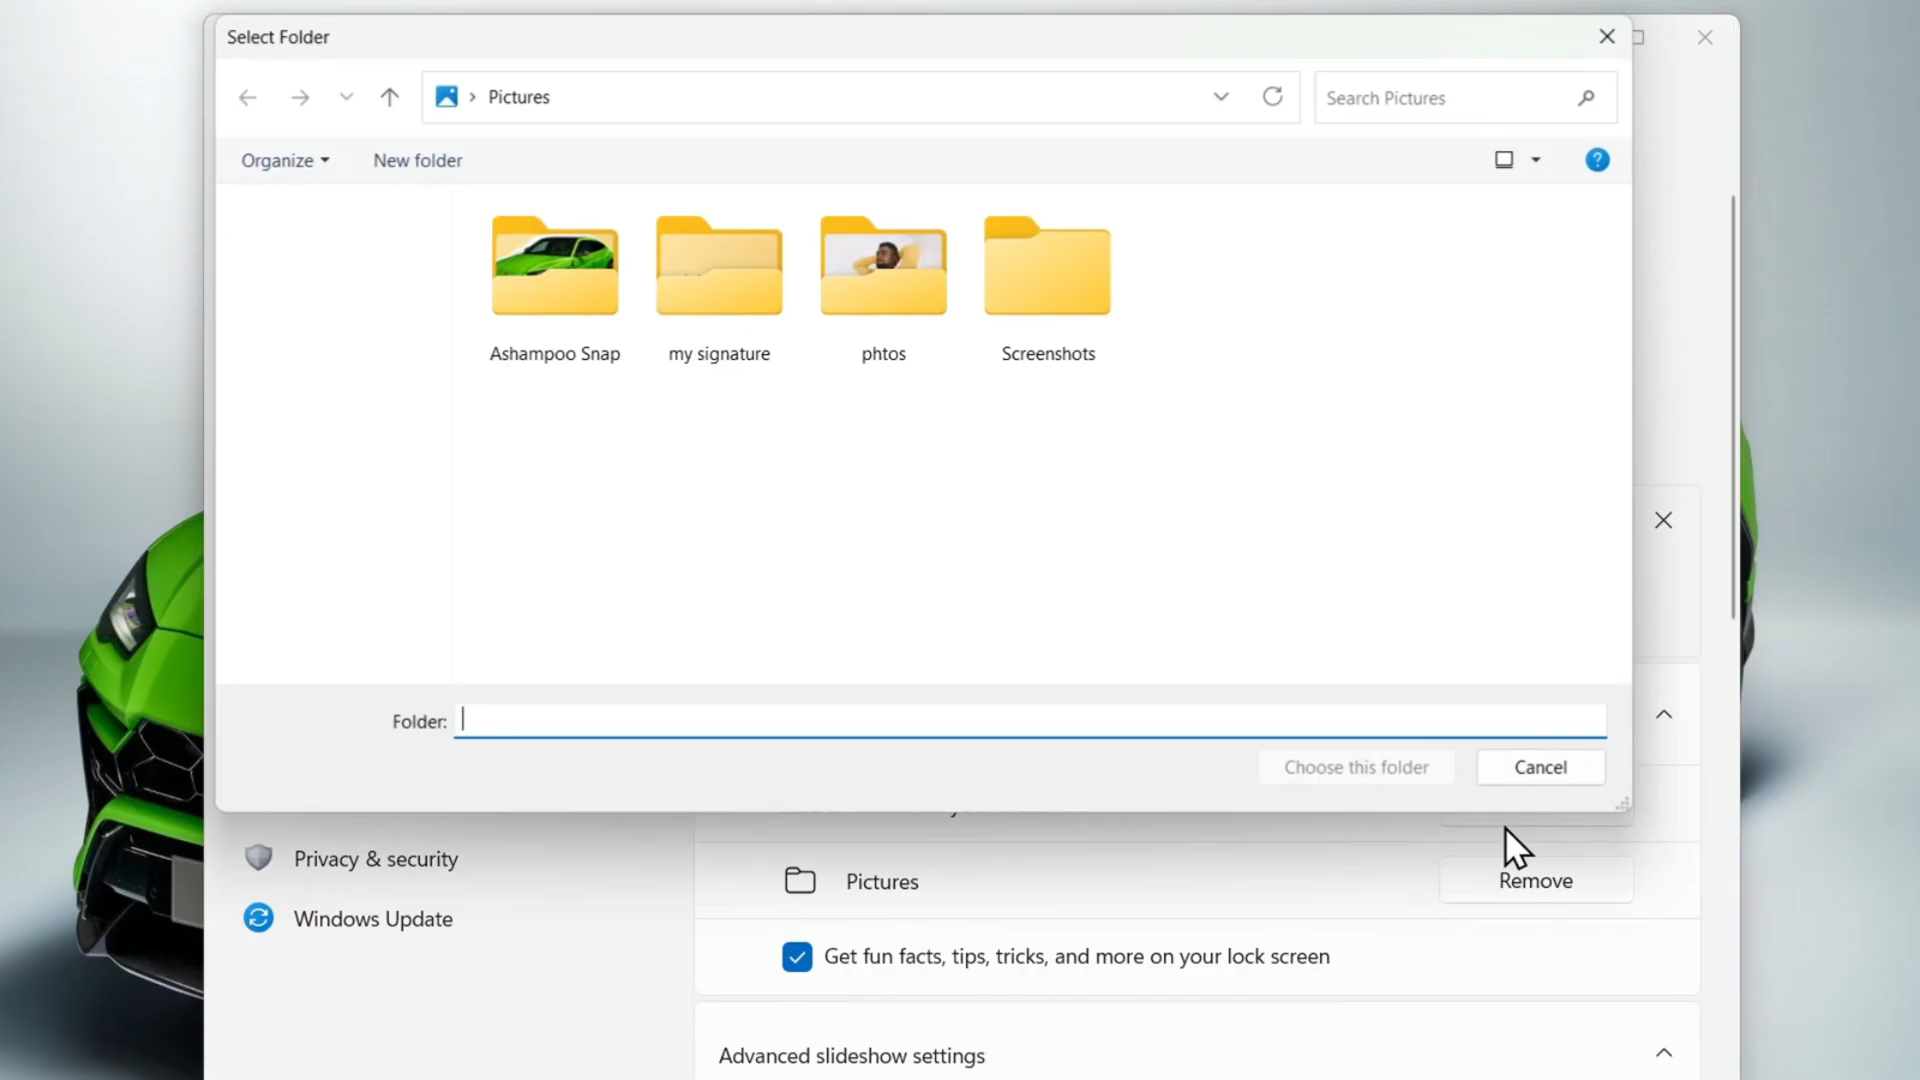 Select Folder
Pictures
Search Pictures
Organize
New folder
Ashampoo Snap
my signature
phtos
Screenshots
Folder:
Choose this folder
Cancel
Privacy & security
Pictures
Remove
Windows Update
Get fun facts, tips, tricks, and more on your lock screen
Advanced slideshow settings